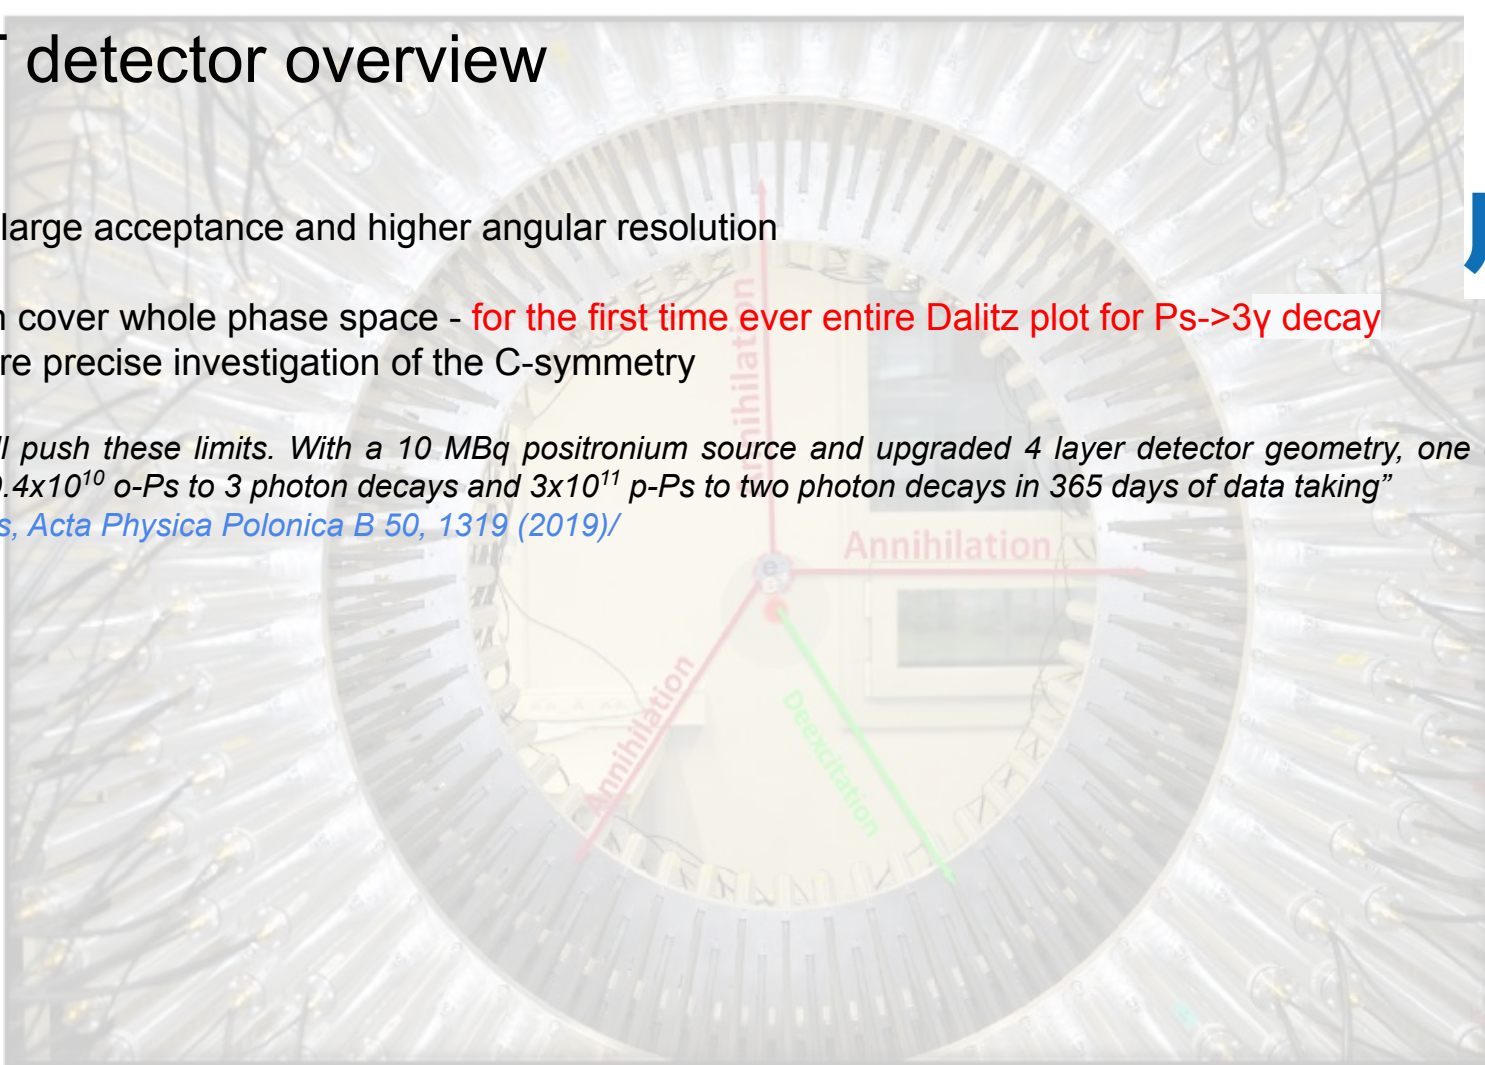 detector overview
large acceptance and higher angular resolution
cover whole phase space - for the first time ever entire Dalitz plot for Ps->3γ decay
precise investigation of the C-symmetry
push these limits. With a 10 MBq positronium source and upgraded 4 layer detector geometry, one
.4x10¹⁰ o-Ps to 3 photon decays and 3x10¹¹ p-Ps to two photon decays in 365 days of data taking”
Acta Physica Polonica B 50, 1319 (2019)/
Annihilation
Annihilation
e⁻
Annihilation
Deexcitation